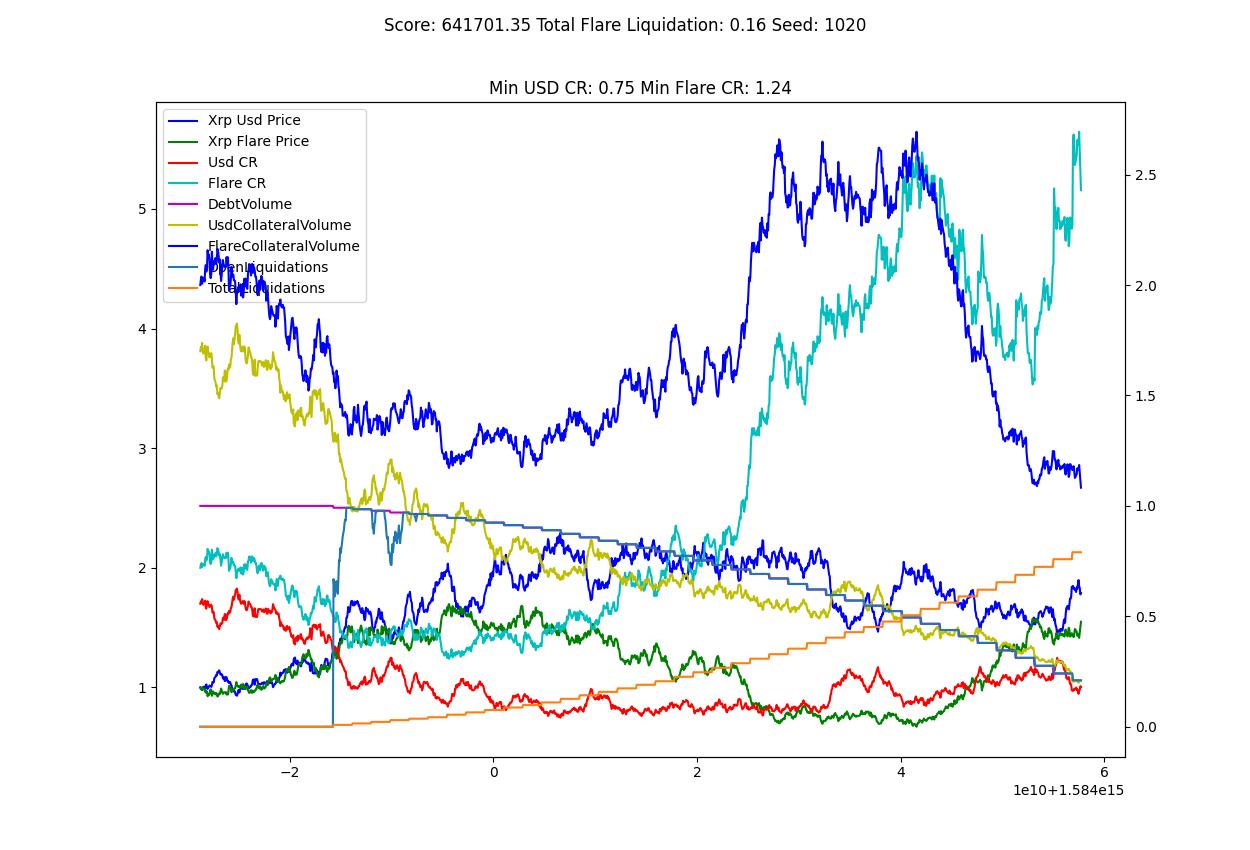 Score: 641701.35 Total Flare Liquidation: 0.16 Seed: 1020
Min USD CR: 0.75 Min Flare CR: 1.24
Xrp Usd Price
Xrp Flare Price
Usd CR
Flare CR
DebtVolume
UsdCollateralVolume
FlareCollateralVolume
OpenLiquidations
TotalLiquidations
5
4
3
2
1
2.5
2.0
1.5
1.0
0.5
0.0
−2 0 2 4 6
1e10+1.584e15